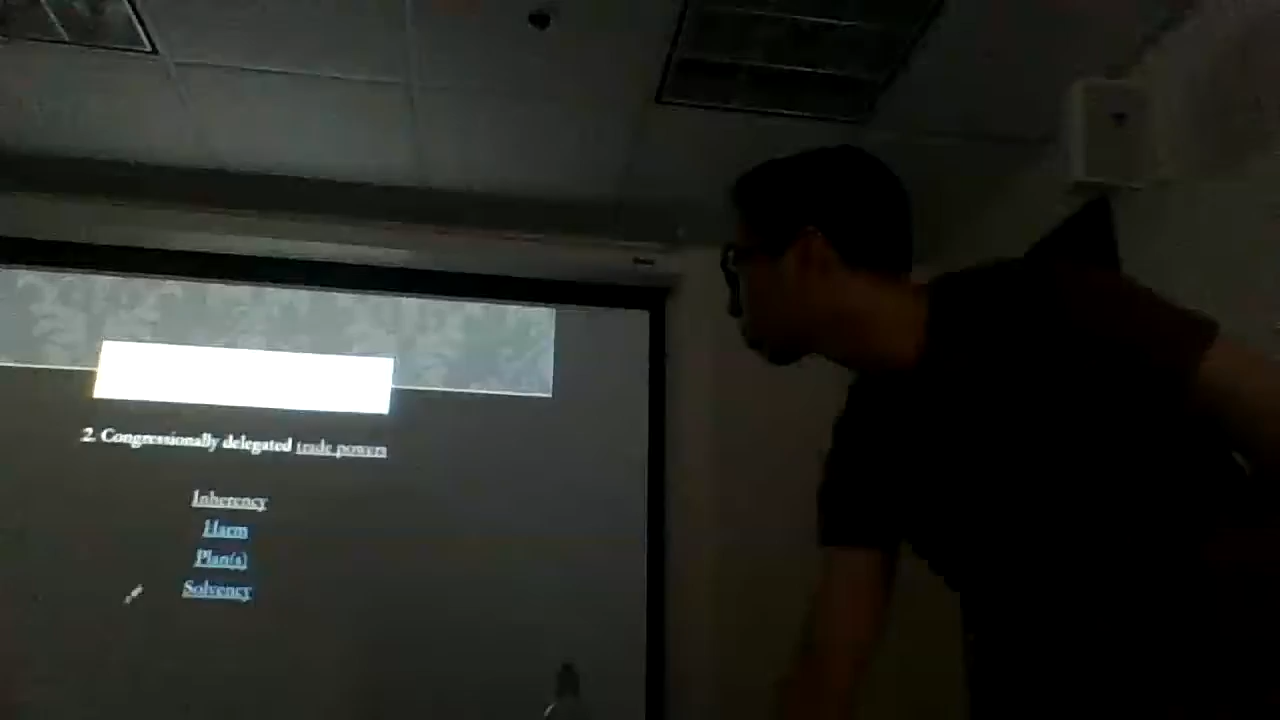 2. Congressionally delegated trade powers
Inherency
Harm
Plan(s)
Solvency